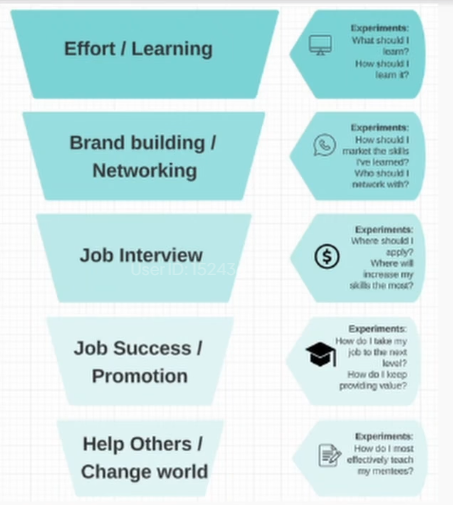 Effort / Learning
Experiments:
What should I
learn?
How should I
learn it?
Brand building /
Networking
Experiments:
How should I
market the skills
I've learned?
Who should I
network with?
Job Interview
user ID: 15243
Experiments:
Where should I
apply?
Where will
increase my
skills the most?
Job Success /
Promotion
Experiments:
How do I take my
job to the next
level?
How do I keep
providing value?
Help Others /
Change world
Experiments:
How do I most
effectively teach
my mentees?